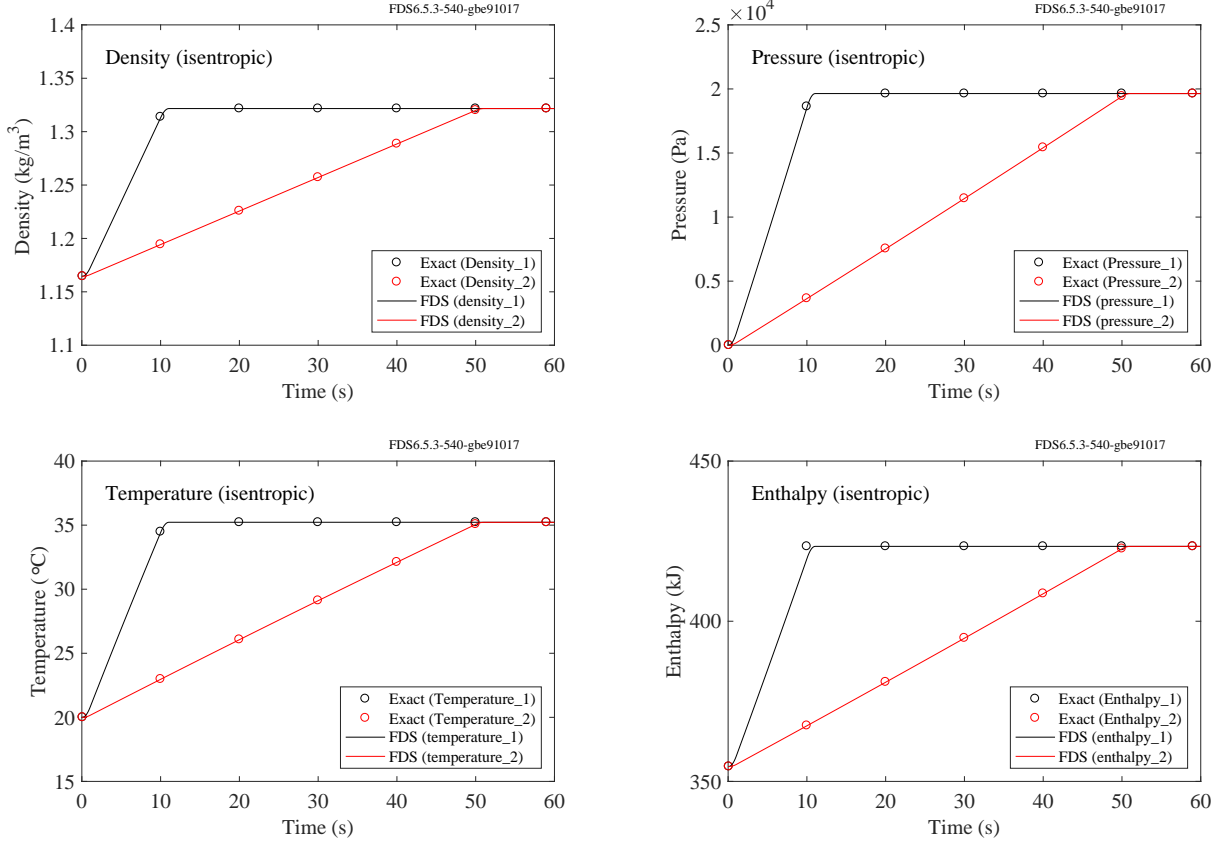 FDS6.5.3-540-gbe91017
Density (isentropic)
1.4
1.3
1.2
1.25
1.15
1.1
1.35
Density (kg/m3)
Exact (Density_1)
Exact (Density_2)
FDS (density_1)
FDS (density_2)
0 10 20 30 40 50 60
Time (s)
FDS6.5.3-540-gbe91017
×10⁴
Pressure (isentropic)
2.5
2
1.5
1
0.5
0
Pressure (Pa)
Exact (Pressure_1)
Exact (Pressure_2)
FDS (pressure_1)
FDS (pressure_2)
0 10 20 30 40 50 60
Time (s)
FDS6.5.3-540-gbe91017
Temperature (isentropic)
40
35
30
25
20
15
Temperature (°C)
Exact (Temperature_1)
Exact (Temperature_2)
FDS (temperature_1)
FDS (temperature_2)
0 10 20 30 40 50 60
Time (s)
FDS6.5.3-540-gbe91017
Enthalpy (isentropic)
450
400
350
Enthalpy (kJ)
Exact (Enthalpy_1)
Exact (Enthalpy_2)
FDS (enthalpy_1)
FDS (enthalpy_2)
0 10 20 30 40 50 60
Time (s)